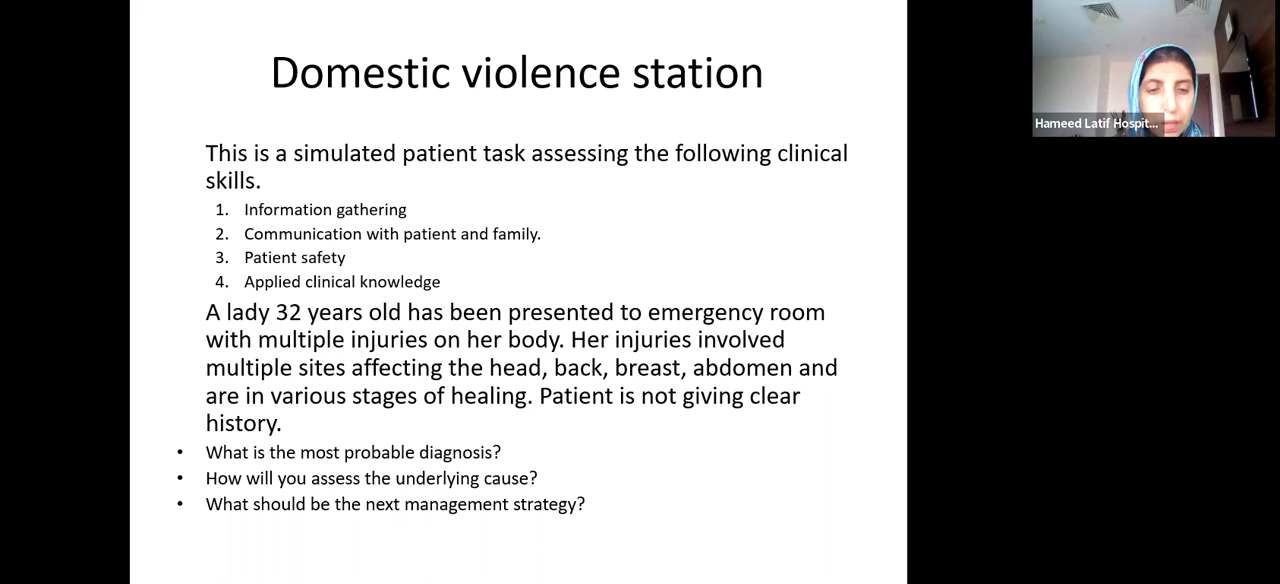 Domestic violence station
This is a simulated patient task assessing the following clinical
skills.
1. Information gathering
2. Communication with patient and family.
3. Patient safety
4. Applied clinical knowledge
A lady 32 years old has been presented to emergency room
with multiple injuries on her body. Her injuries involved
multiple sites affecting the head, back, breast, abdomen and
are in various stages of healing. Patient is not giving clear
history.
• What is the most probable diagnosis?
• How will you assess the underlying cause?
• What should be the next management strategy?
Hameed Latif Hospit...